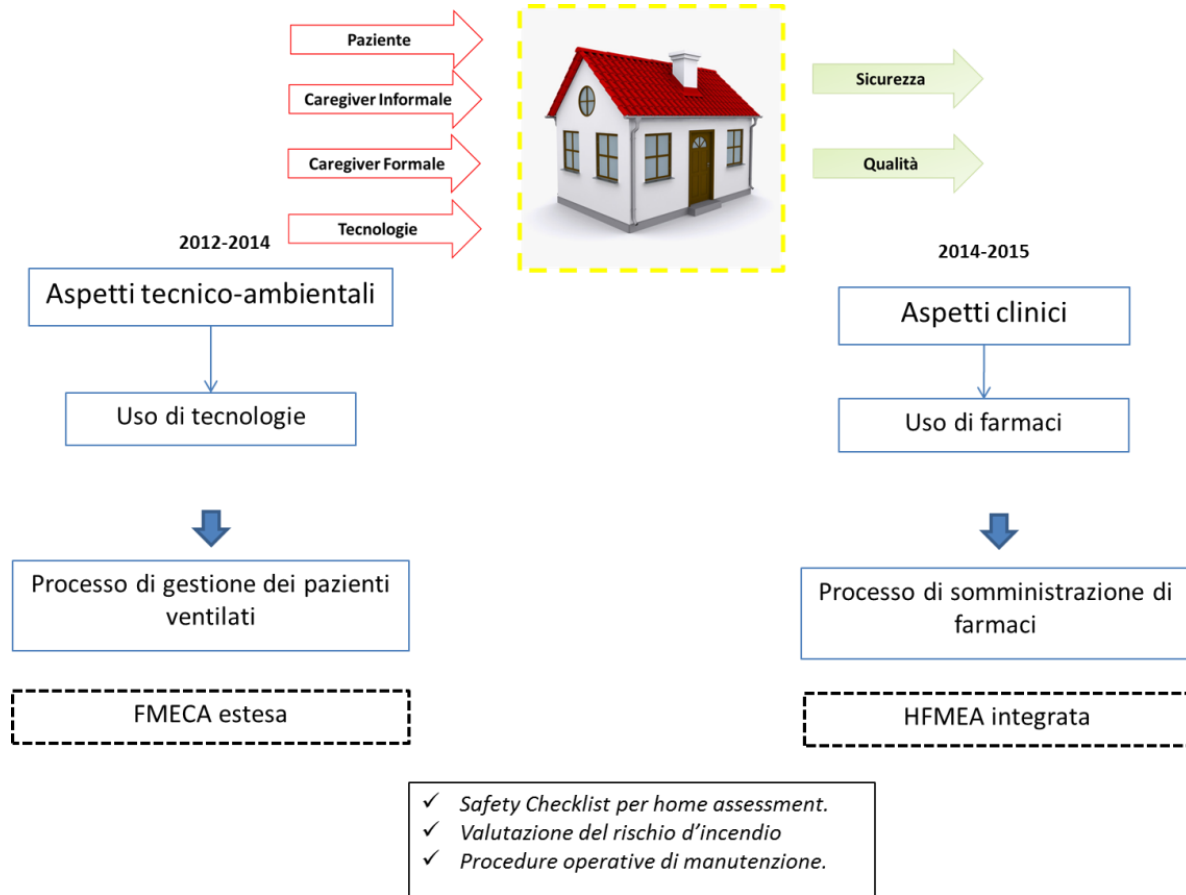 Paziente
Caregiver Informale
Caregiver Formale
Tecnologie
Sicurezza
Qualità
2012-2014
Aspetti tecnico-ambientali
Uso di tecnologie
Processo di gestione dei pazienti
ventilati
FMECA estesa
2014-2015
Aspetti clinici
Uso di farmaci
Processo di somministrazione di
farmaci
HFMEA integrata
✓ Safety Checklist per home assessment.
✓ Valutazione del rischio d'incendio
✓ Procedure operative di manutenzione.